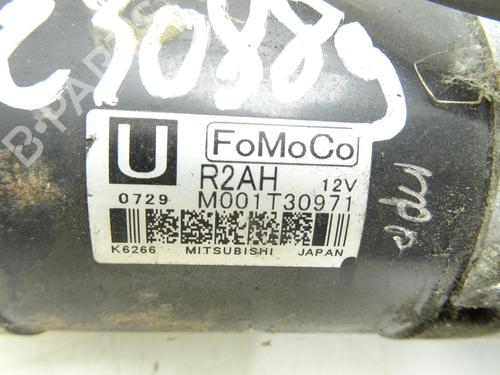 U FoMoCo
R2AH 12V
0729 M001T30971
K6266 MITSUBISHI JAPAN